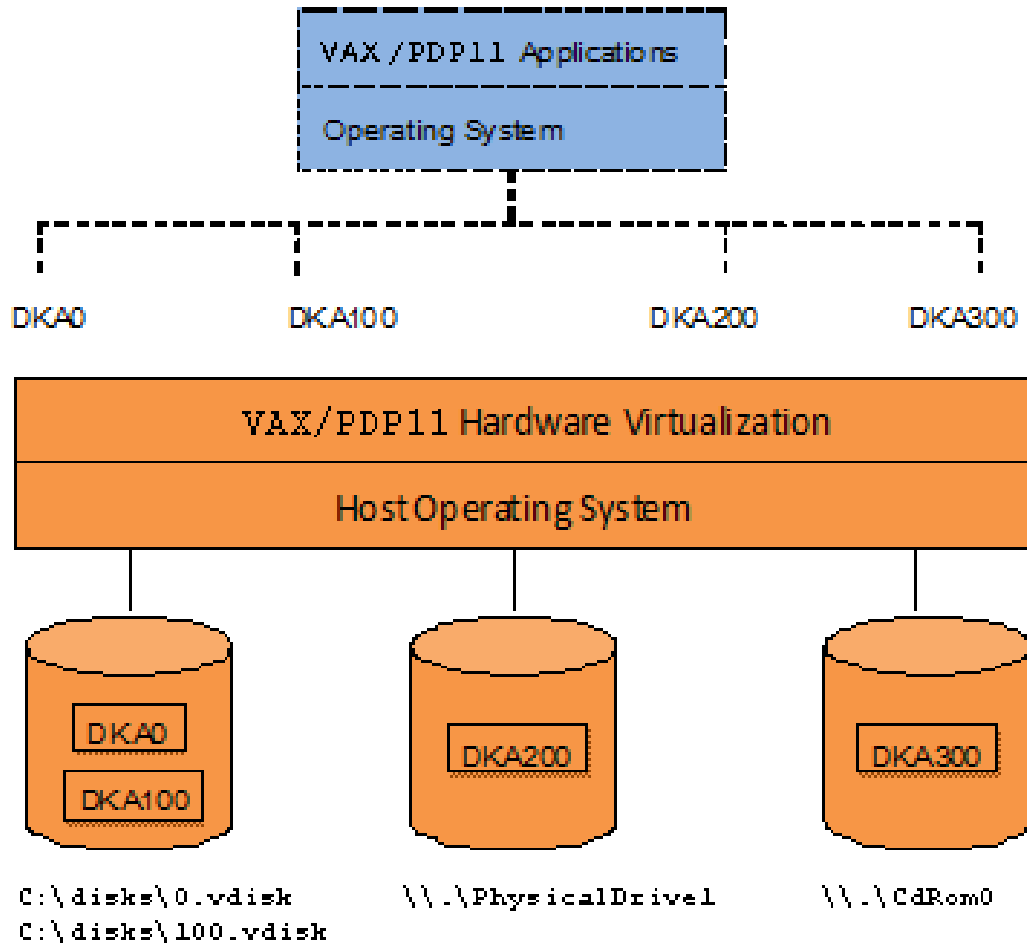 VAX/PDP11 Applications
Operating System
DKA0 DKA100 DKA200 DKA300
VAX/PDP11 Hardware Virtualization
Host Operating System
DKA0
DKA100
DKA200
DKA300
C:\disks\0.vdisk
C:\disks\100.vdisk
\\.\PhysicalDrive1
\\.\CdRom0